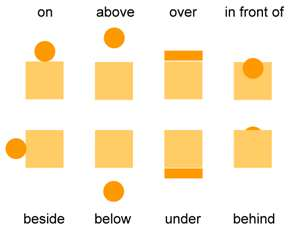 on above over in front of
beside below under behind